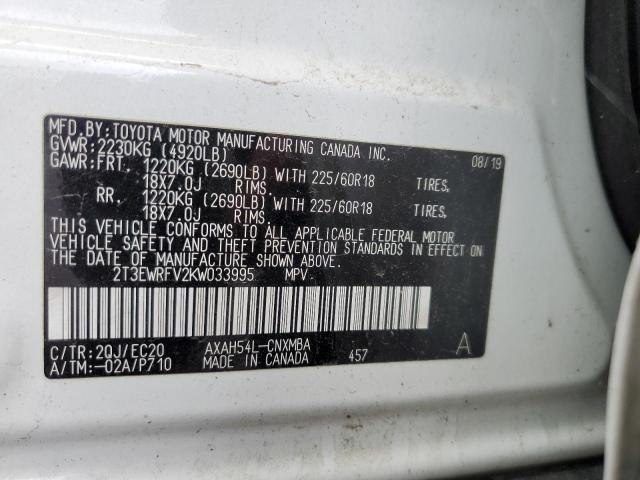 MFD.BY:TOYOTA MOTOR MANUFACTURING CANADA INC.
GVWR:2230KG (4920LB) 08/19
GAWR:FRT. 1220KG (2690LB) WITH 225/60R18 TIRES,
18X7.0J RIMS.
RR. 1220KG (2690LB) WITH 225/60R18 TIRES,
18X7.0J RIMS.
THIS VEHICLE CONFORMS TO ALL APPLICABLE FEDERAL MOTOR
VEHICLE SAFETY AND THEFT PREVENTION STANDARDS IN EFFECT ON
THE DATE OF MANUFACTURE SHOWN ABOVE.
2T3EWRFV2KW033995 MPV
C/TR:2QJ/EC20 AXAH54L-CNXMBA A
A/TM:-02A/P710 MADE IN CANADA 457